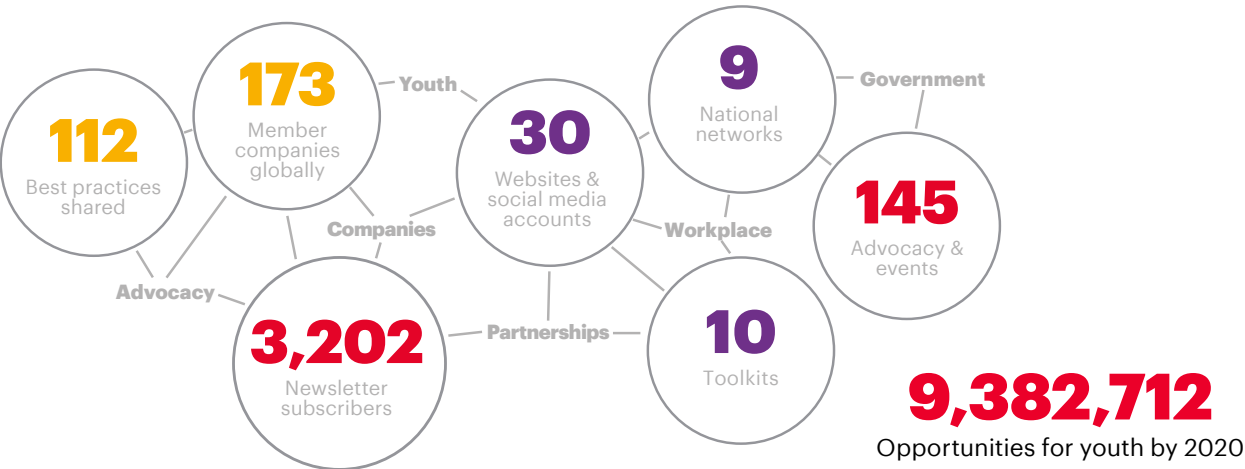 112
Best practices
shared
173
Member
companies
globally
Youth
30
Websites &
social media
accounts
9
National
networks
Government
145
Advocacy &
events
Companies
Workplace
Advocacy
3,202
Newsletter
subscribers
Partnerships
10
Toolkits
9,382,712
Opportunities for youth by 2020